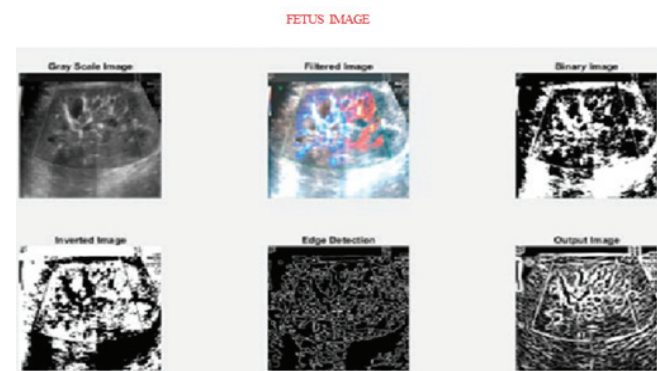 FETUS IMAGE
Gray Scale Image
Filtered Image
Binary Image
Inverted Image
Edge Detection
Output Image